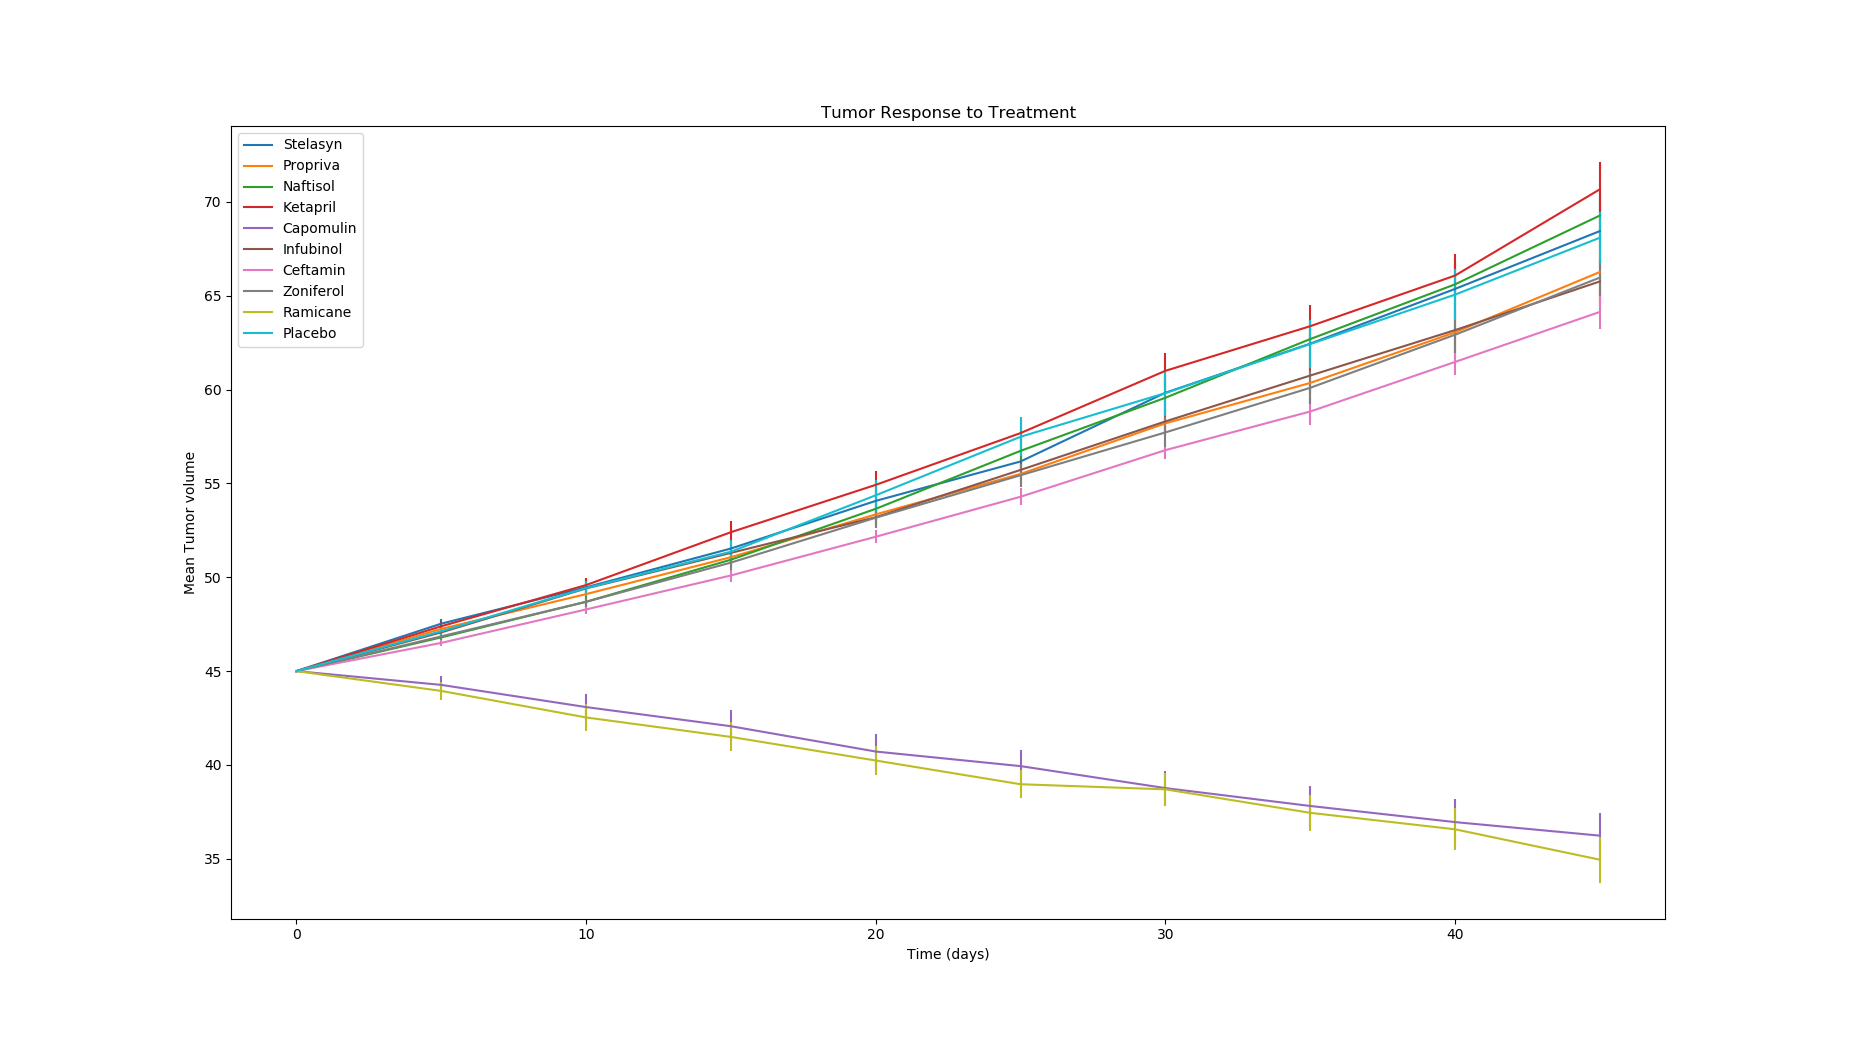 Tumor Response to Treatment
Stelasyn
Propriva
Naftisol
Ketapril
Capomulin
Infubinol
Ceftamin
Zoniferol
Ramicane
Placebo
Mean Tumor volume
70
65
60
55
50
45
40
35
0 10 20 30 40
Time (days)